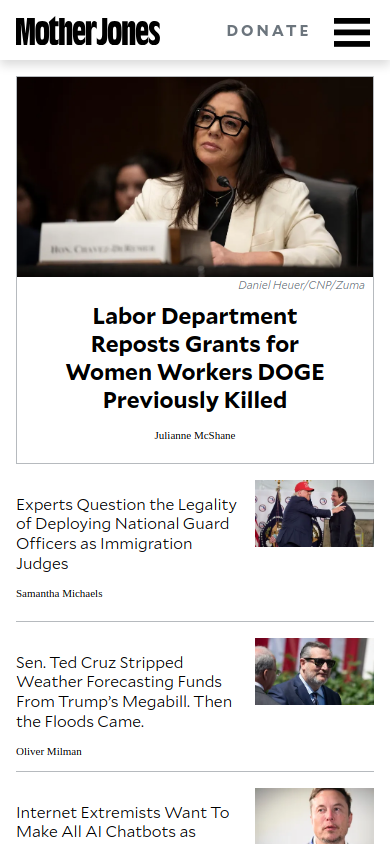 Mother Jones
DONATE
HON. CHAVEZ-DEREMER
Daniel Heuer/CNP/Zuma
Labor Department
Reposts Grants for
Women Workers DOGE
Previously Killed
Julianne McShane
Experts Question the Legality
of Deploying National Guard
Officers as Immigration
Judges
Samantha Michaels
Sen. Ted Cruz Stripped
Weather Forecasting Funds
From Trump’s Megabill. Then
the Floods Came.
Oliver Milman
Internet Extremists Want To
Make All AI Chatbots as